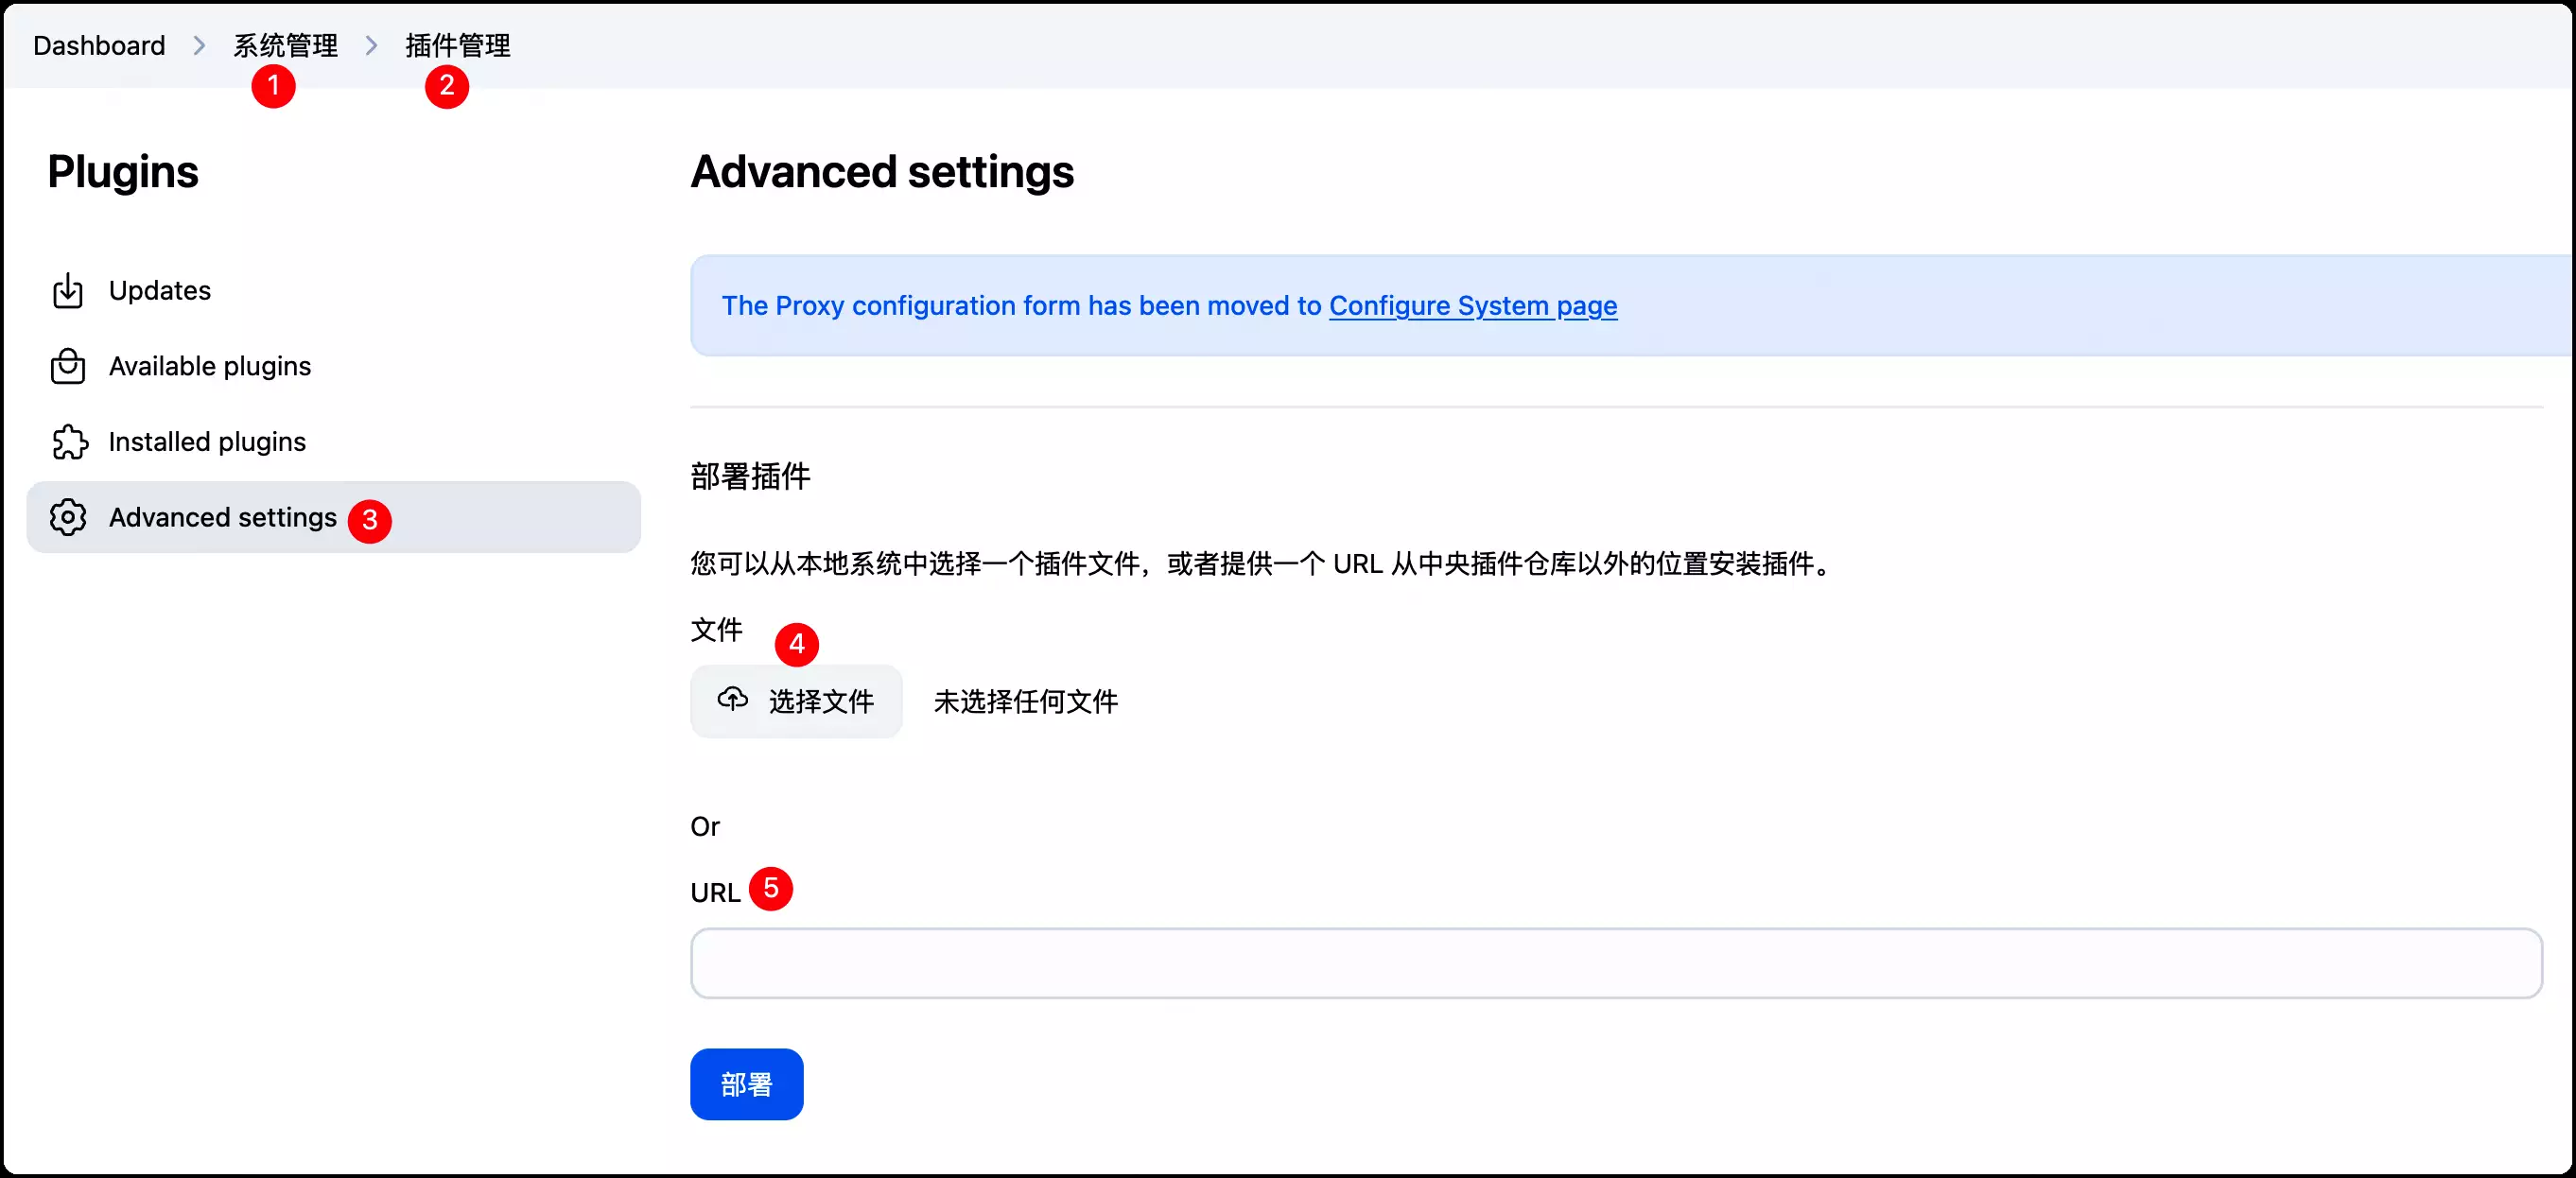 Dashboard > 系统管理 > 插件管理
1 2
Plugins
Updates
Available plugins
Installed plugins
Advanced settings 3
Advanced settings
The Proxy configuration form has been moved to Configure System page
部署插件
您可以从本地系统中选择一个插件文件，或者提供一个 URL 从中央插件仓库以外的位置安装插件。
文件
4
选择文件 未选择任何文件
Or
URL 5
部署